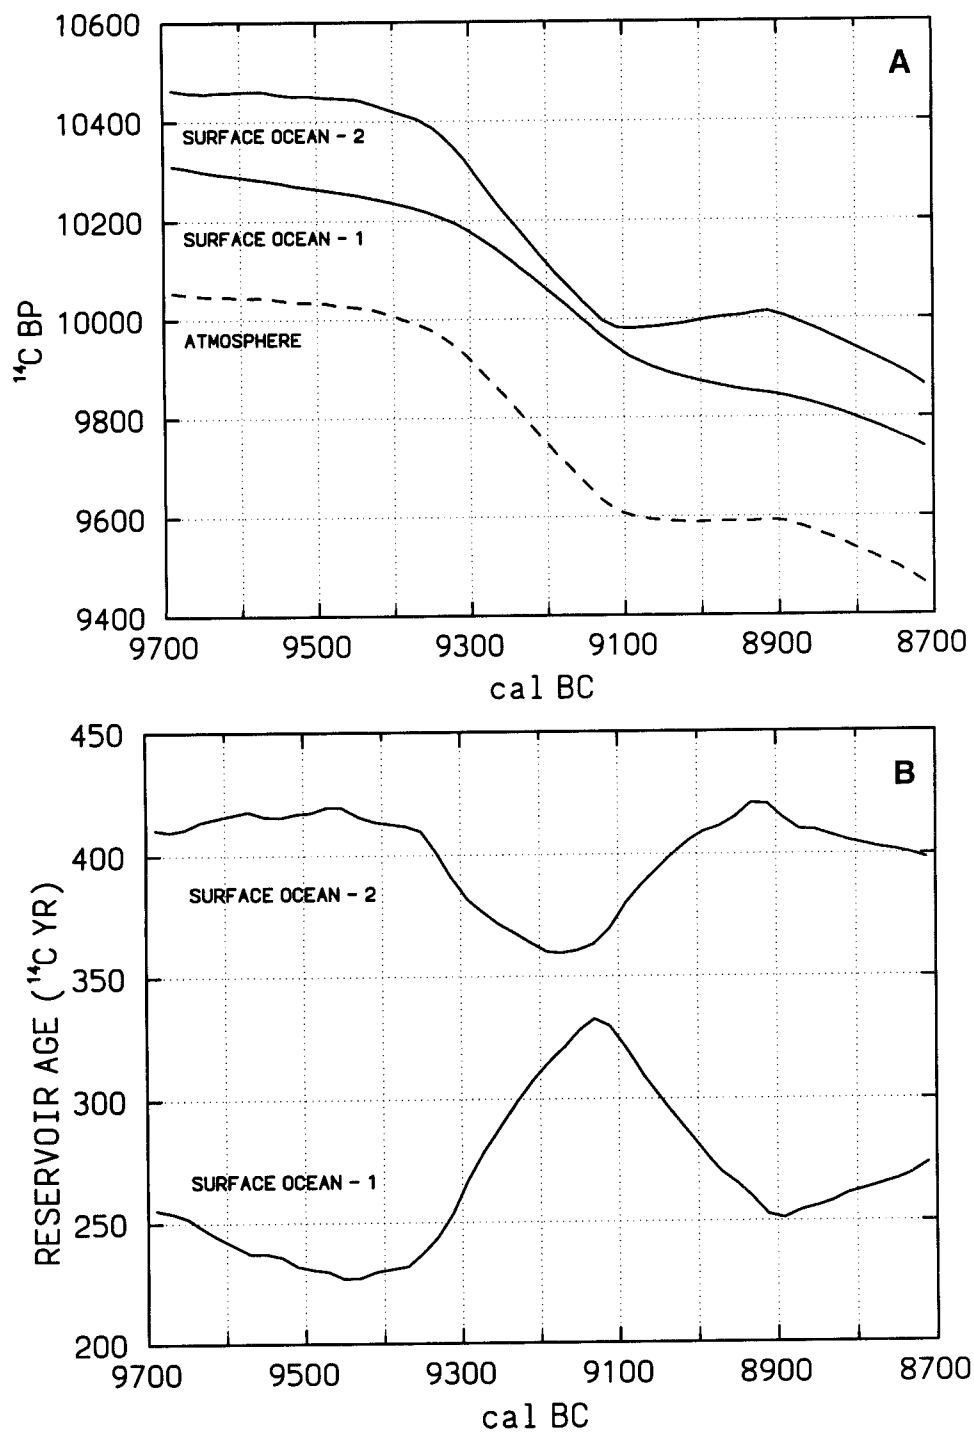 10600
A
10400
SURFACE OCEAN - 2
10200
SURFACE OCEAN - 1
¹⁴C BP
10000
ATMOSPHERE
9800
9600
9400
9700 9500 9300 9100 8900 8700
cal BC
450
B
400
SURFACE OCEAN - 2
RESERVOIR AGE (¹⁴C YR)
350
300
SURFACE OCEAN - 1
250
200
9700 9500 9300 9100 8900 8700
cal BC